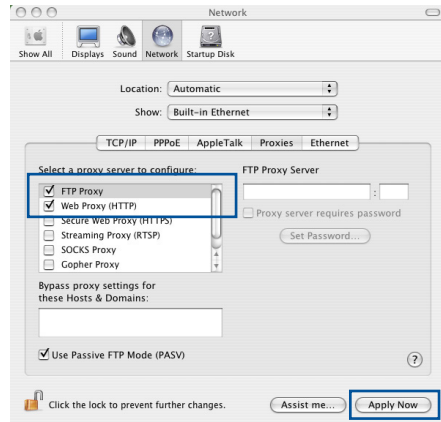 Network
Show All Displays Sound Network Startup Disk
Location: Automatic
Show: Built-in Ethernet
TCP/IP PPPoE AppleTalk Proxies Ethernet
Select a proxy server to configure: FTP Proxy Server
FTP Proxy
Web Proxy (HTTP)
:
Secure Web Proxy (HTTPS)
Proxy server requires password
Streaming Proxy (RTSP)
Set Password...
SOCKS Proxy
Gopher Proxy
Bypass proxy settings for
these Hosts & Domains:
Use Passive FTP Mode (PASV)
?
Click the lock to prevent further changes. Assist me... Apply Now